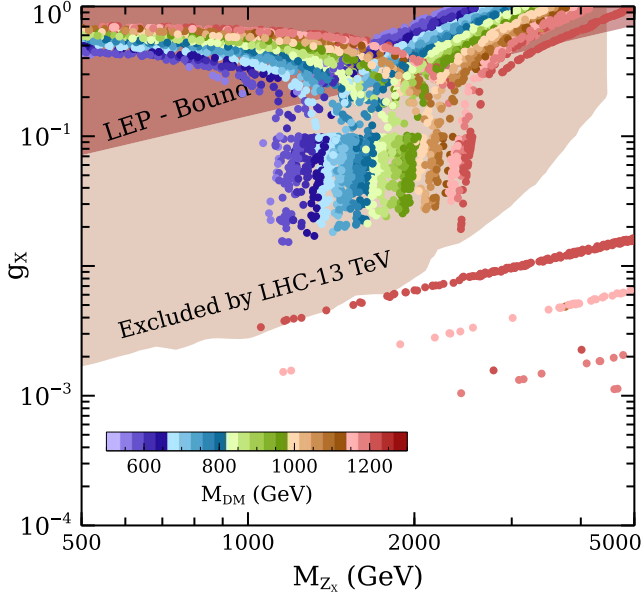 10^0
LEP - Bound
10^-1
g_X
10^-2
Excluded by LHC-13 TeV
10^-3
600 800 1000 1200
M_DM (GeV)
10^-4
500 1000 2000 5000
M_Z_X (GeV)